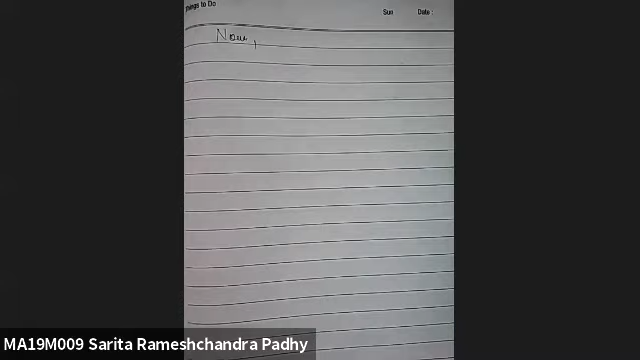 Things to Do
Sun Date :
Now,
MA19M009 Sarita Rameshchandra Padhy